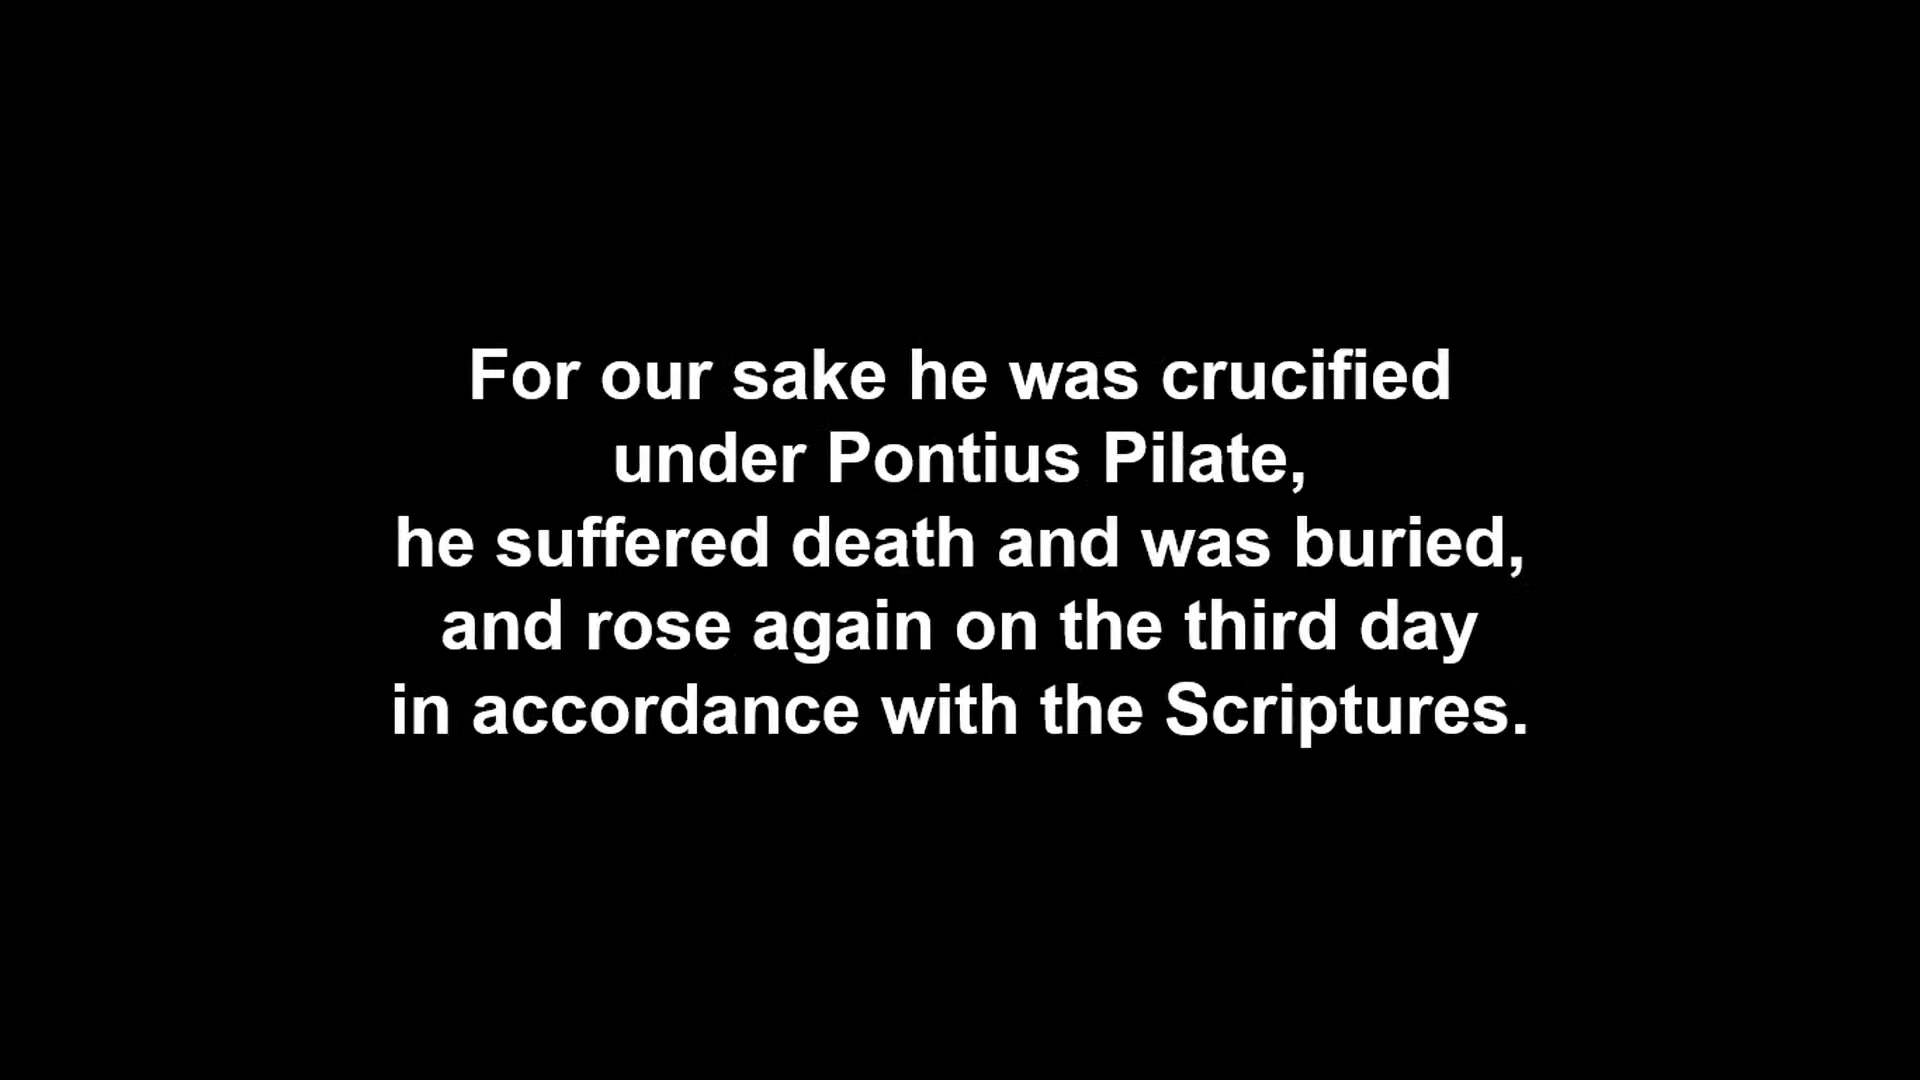 For our sake he was crucified
under Pontius Pilate,
he suffered death and was buried,
and rose again on the third day
in accordance with the Scriptures.